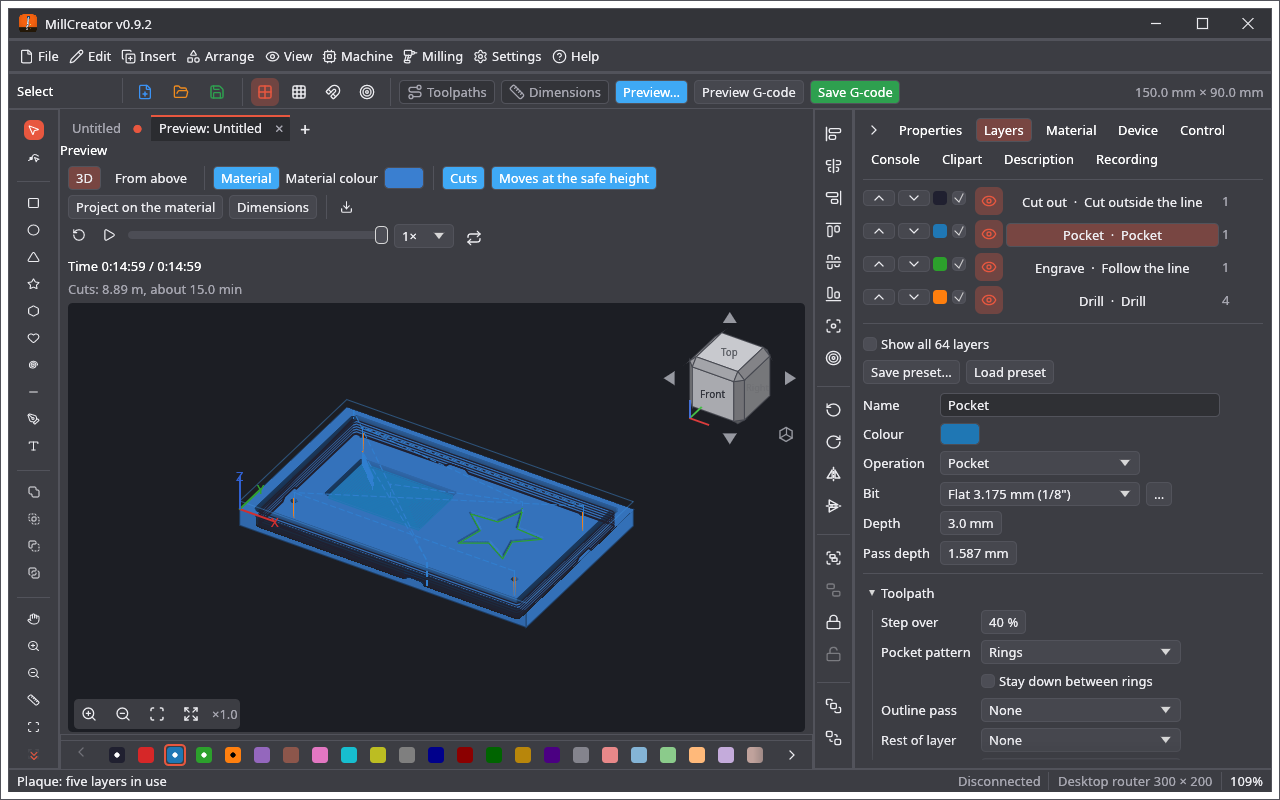 MillCreator v0.9.2
File Edit Insert Arrange View Machine Milling Settings Help
Select Toolpaths Dimensions Preview... Preview G-code Save G-code 150.0 mm × 90.0 mm
Untitled Preview: Untitled × +
Preview
3D From above Material Material colour Cuts Moves at the safe height
Project on the material Dimensions
1×
Time 0:14:59 / 0:14:59
Cuts: 8.89 m, about 15.0 min
Top
Front
Z
Y
X
×1.0
Properties Layers Material Device Control
Console Clipart Description Recording
Cut out · Cut outside the line 1
Pocket · Pocket 1
Engrave · Follow the line 1
Drill · Drill 4
Show all 64 layers
Save preset... Load preset
Name Pocket
Colour
Operation Pocket
Bit Flat 3.175 mm (1/8") ...
Depth 3.0 mm
Pass depth 1.587 mm
Toolpath
Step over 40 %
Pocket pattern Rings
Stay down between rings
Outline pass None
Rest of layer None
Plaque: five layers in use Disconnected Desktop router 300 × 200 109%